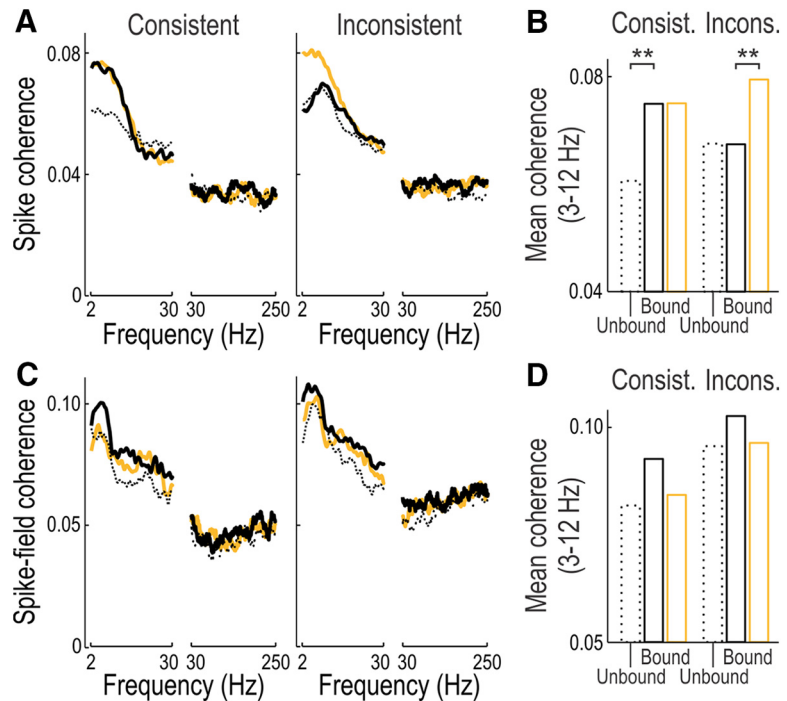 A
Consistent
Inconsistent
Spike coherence
0.08
0.04
0
2
30
30
250
2
30
30
250
Frequency (Hz)
Frequency (Hz)
B
Consist. Incons.
**
**
Mean coherence
(3-12 Hz)
0.08
0.04
Bound
Bound
Unbound
Unbound
C
Spike-field coherence
0.10
0.05
0
2
30
30
250
2
30
30
250
Frequency (Hz)
Frequency (Hz)
D
Consist. Incons.
Mean coherence
(3-12 Hz)
0.10
0.05
Bound
Bound
Unbound
Unbound